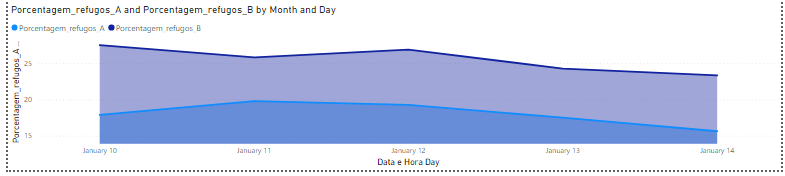 Porcentagem_refugos_A and Porcentagem_refugos_B by Month and Day
Porcentagem_refugos_A Porcentagem_refugos_B
Porcentagem_refugos_A ...
25
20
15
January 10 January 11 January 12 January 13 January 14
Data e Hora Day